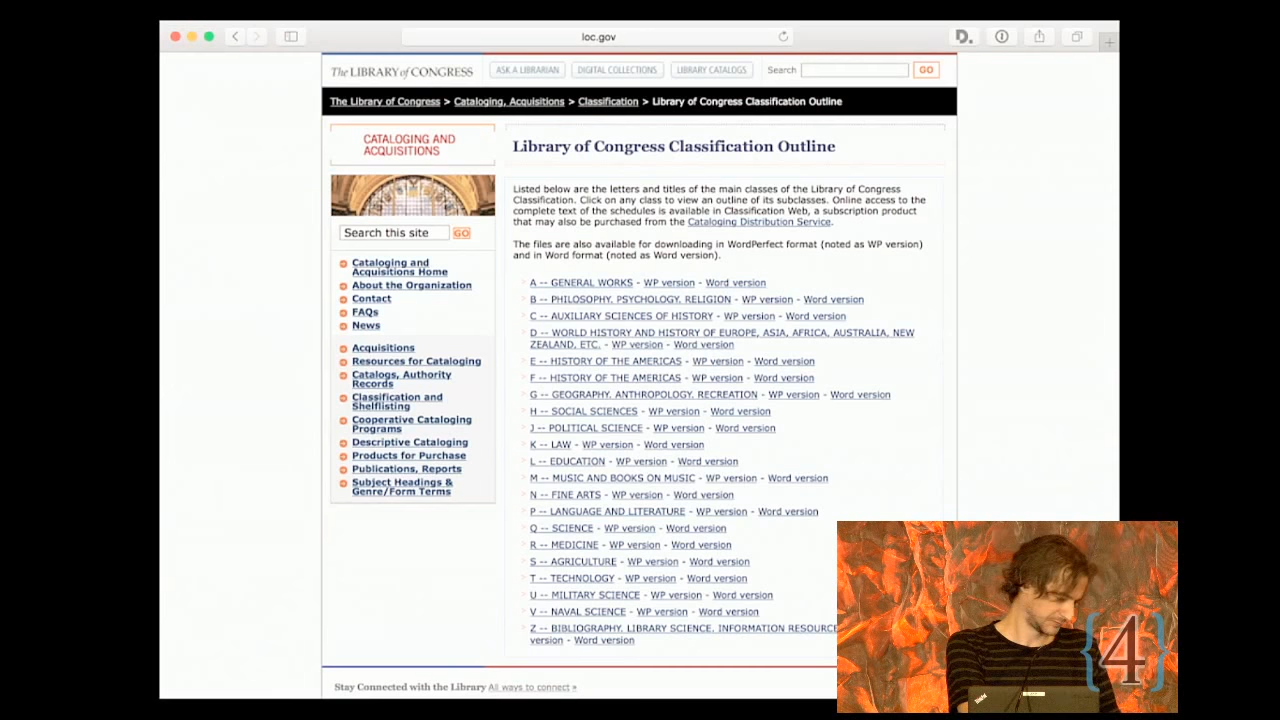 loc.gov
D.
The LIBRARY of CONGRESS
ASK A LIBRARIAN
DIGITAL COLLECTIONS
LIBRARY CATALOGS
Search
GO
The Library of Congress > Cataloging, Acquisitions > Classification > Library of Congress Classification Outline
CATALOGING AND
ACQUISITIONS
Search this site
GO
Cataloging and
Acquisitions Home
About the Organization
Contact
FAQs
News
Acquisitions
Resources for Cataloging
Catalogs, Authority
Records
Classification and
Shelflisting
Cooperative Cataloging
Programs
Descriptive Cataloging
Products for Purchase
Publications, Reports
Subject Headings &
Genre/Form Terms
Library of Congress Classification Outline
Listed below are the letters and titles of the main classes of the Library of Congress
Classification. Click on any class to view an outline of its subclasses. Online access to the
complete text of the schedules is available in Classification Web, a subscription product
that may also be purchased from the Cataloging Distribution Service.
The files are also available for downloading in WordPerfect format (noted as WP version)
and in Word format (noted as Word version).
A -- GENERAL WORKS - WP version - Word version
B -- PHILOSOPHY. PSYCHOLOGY. RELIGION - WP version - Word version
C -- AUXILIARY SCIENCES OF HISTORY - WP version - Word version
D -- WORLD HISTORY AND HISTORY OF EUROPE, ASIA, AFRICA, AUSTRALIA, NEW
ZEALAND, ETC. - WP version - Word version
E -- HISTORY OF THE AMERICAS - WP version - Word version
F -- HISTORY OF THE AMERICAS - WP version - Word version
G -- GEOGRAPHY. ANTHROPOLOGY. RECREATION - WP version - Word version
H -- SOCIAL SCIENCES - WP version - Word version
J -- POLITICAL SCIENCE - WP version - Word version
K -- LAW - WP version - Word version
L -- EDUCATION - WP version - Word version
M -- MUSIC AND BOOKS ON MUSIC - WP version - Word version
N -- FINE ARTS - WP version - Word version
P -- LANGUAGE AND LITERATURE - WP version - Word version
Q -- SCIENCE - WP version - Word version
R -- MEDICINE - WP version - Word version
S -- AGRICULTURE - WP version - Word version
T -- TECHNOLOGY - WP version - Word version
U -- MILITARY SCIENCE - WP version - Word version
V -- NAVAL SCIENCE - WP version - Word version
Z -- BIBLIOGRAPHY. LIBRARY SCIENCE. INFORMATION RESOURCE
version - Word version
Stay Connected with the Library All ways to connect »
{4}